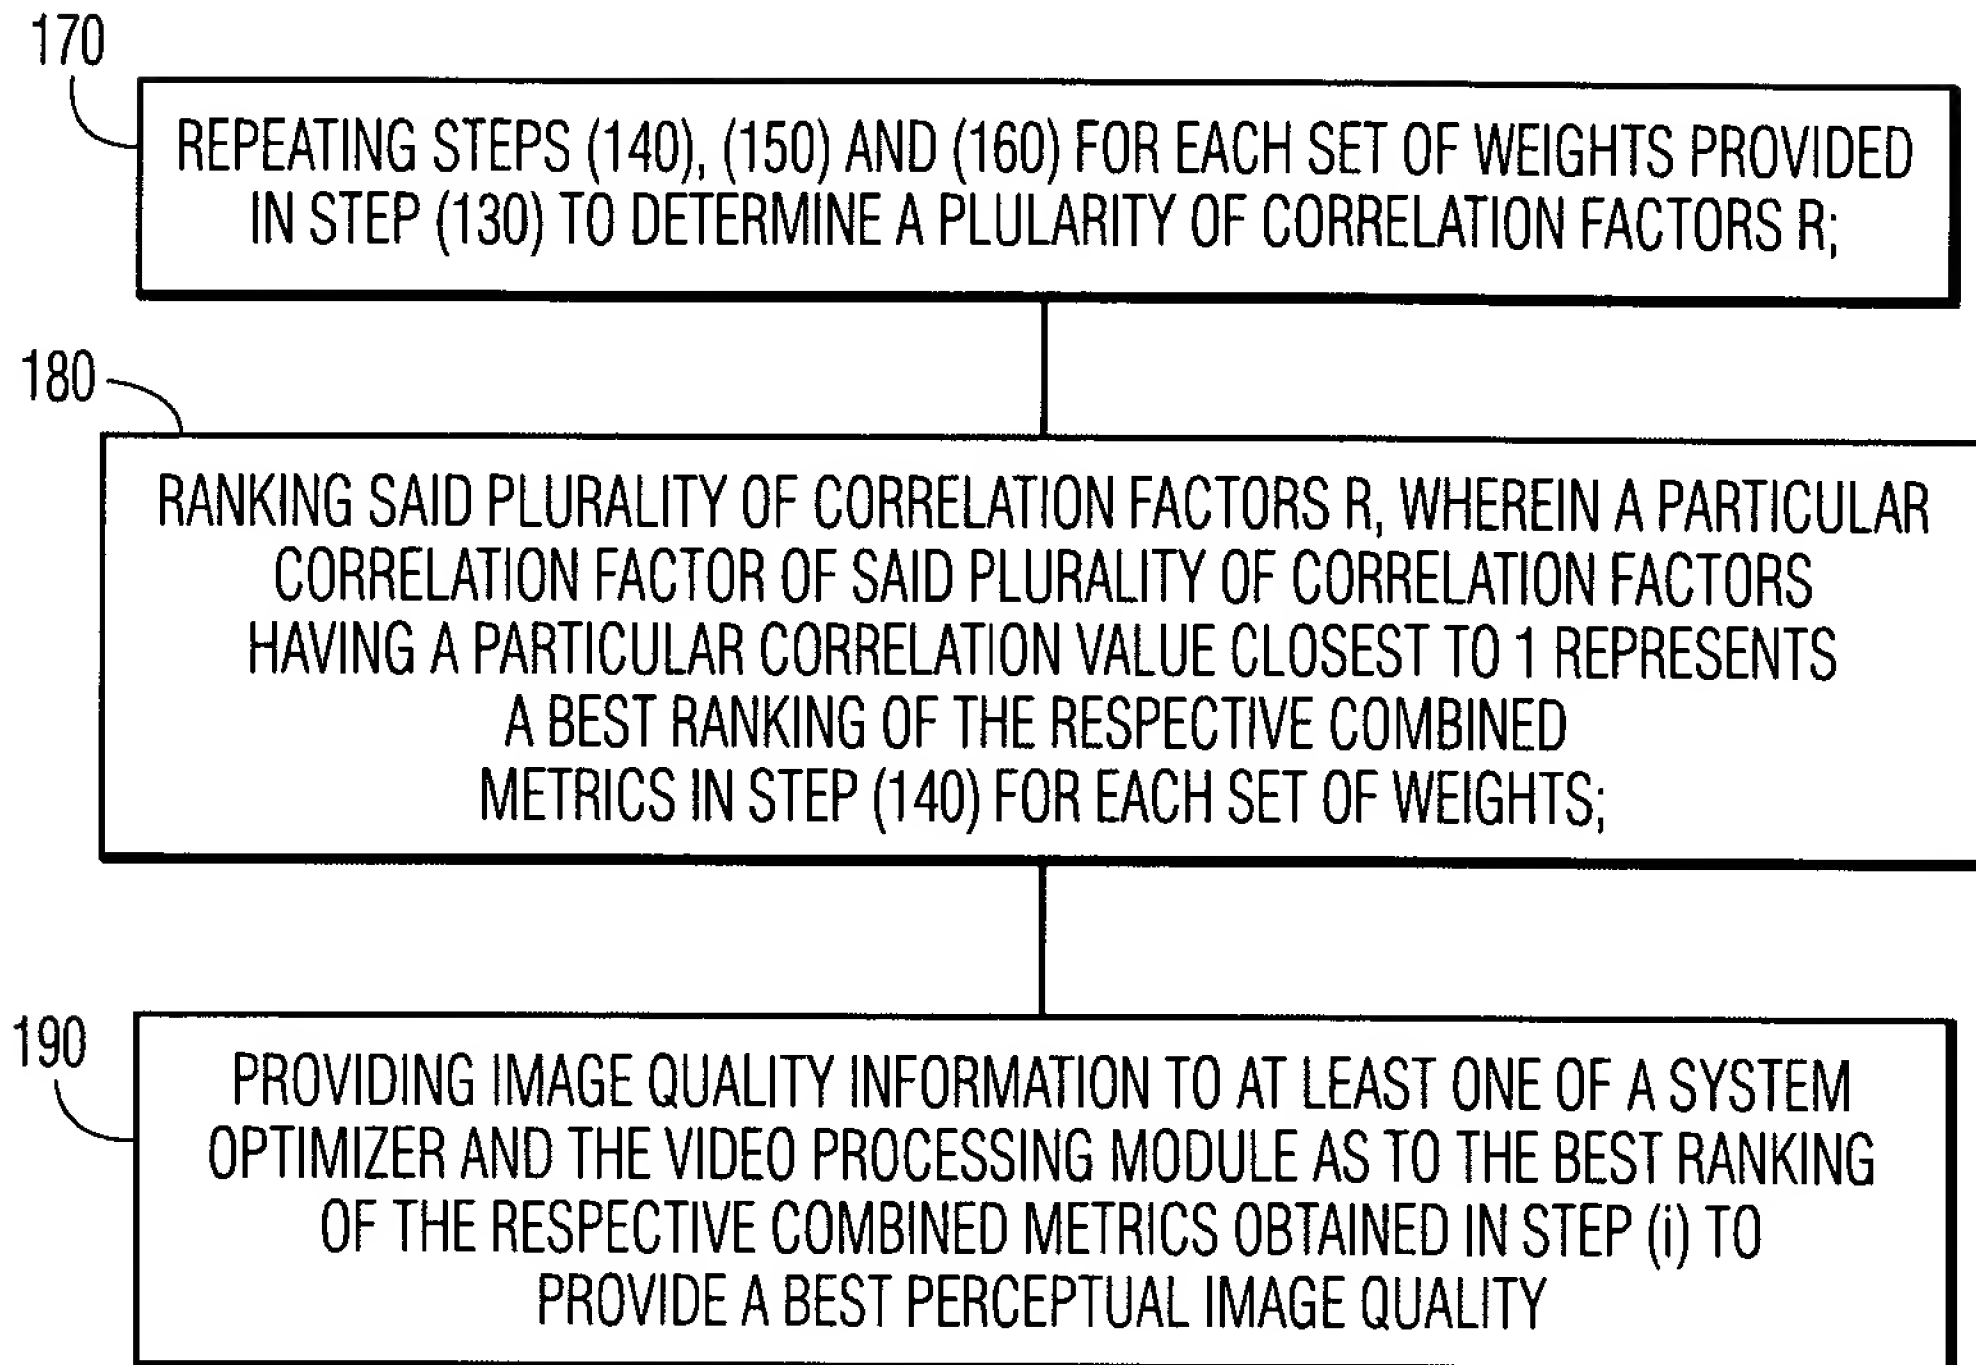 170
REPEATING STEPS (140), (150) AND (160) FOR EACH SET OF WEIGHTS PROVIDED
IN STEP (130) TO DETERMINE A PLULARITY OF CORRELATION FACTORS R;
180
RANKING SAID PLURALITY OF CORRELATION FACTORS R, WHEREIN A PARTICULAR
CORRELATION FACTOR OF SAID PLURALITY OF CORRELATION FACTORS
HAVING A PARTICULAR CORRELATION VALUE CLOSEST TO 1 REPRESENTS
A BEST RANKING OF THE RESPECTIVE COMBINED
METRICS IN STEP (140) FOR EACH SET OF WEIGHTS;
190
PROVIDING IMAGE QUALITY INFORMATION TO AT LEAST ONE OF A SYSTEM
OPTIMIZER AND THE VIDEO PROCESSING MODULE AS TO THE BEST RANKING
OF THE RESPECTIVE COMBINED METRICS OBTAINED IN STEP (i) TO
PROVIDE A BEST PERCEPTUAL IMAGE QUALITY